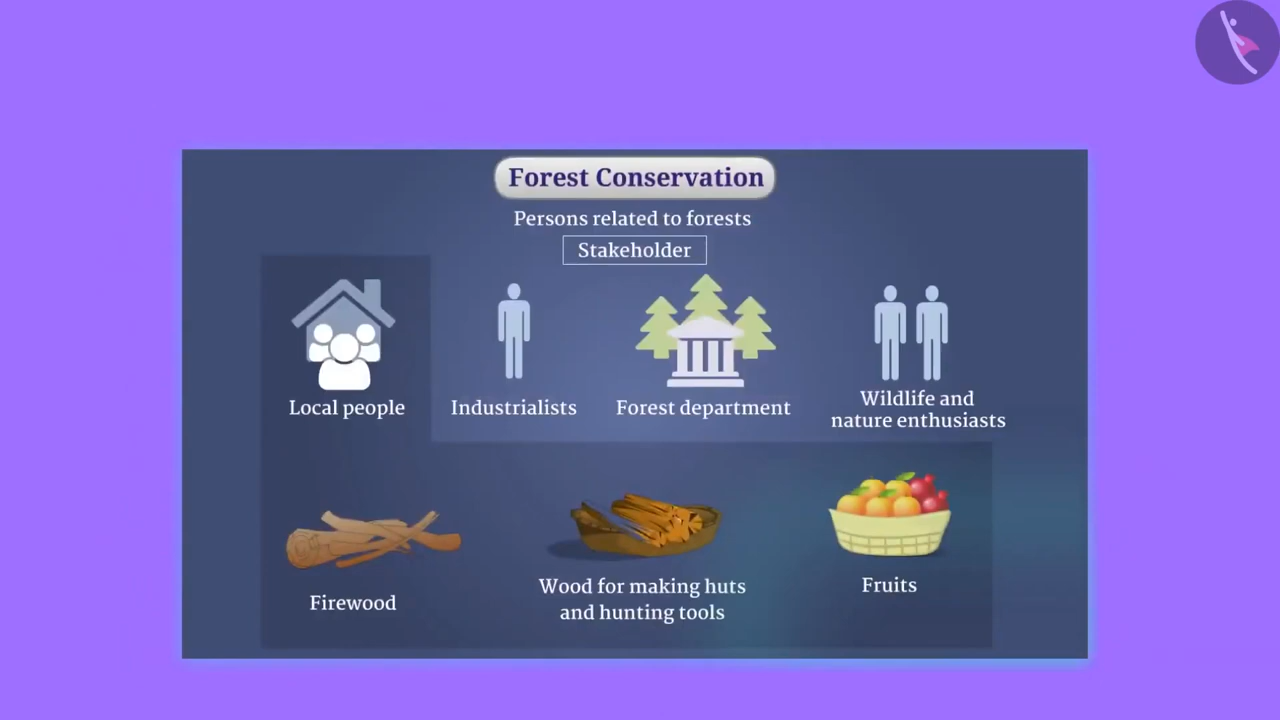 Forest Conservation
Persons related to forests
Stakeholder
Local people
Industrialists
Forest department
Wildlife and
nature enthusiasts
Firewood
Wood for making huts
and hunting tools
Fruits